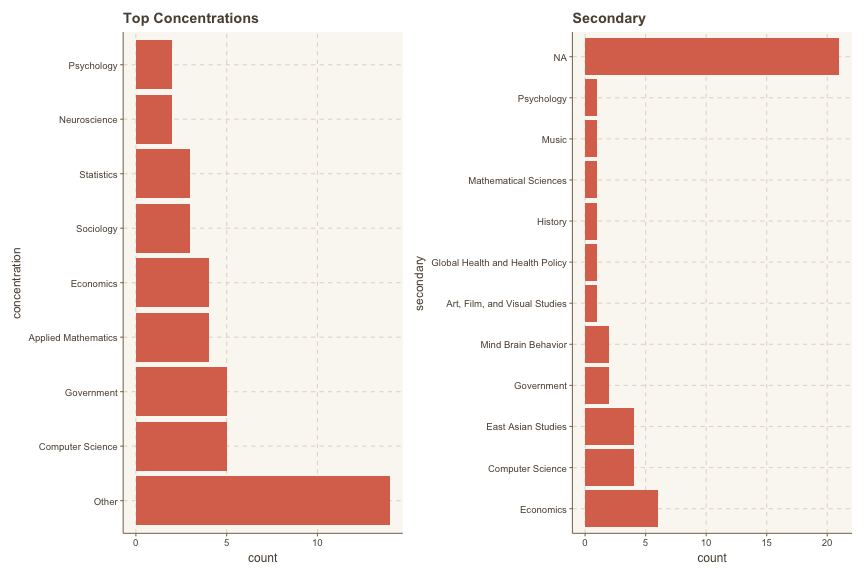 Top Concentrations
concentration
Psychology
Neuroscience
Statistics
Sociology
Economics
Applied Mathematics
Government
Computer Science
Other
0 5 10
count
Secondary
secondary
NA
Psychology
Music
Mathematical Sciences
History
Global Health and Health Policy
Art, Film, and Visual Studies
Mind Brain Behavior
Government
East Asian Studies
Computer Science
Economics
0 5 10 15 20
count